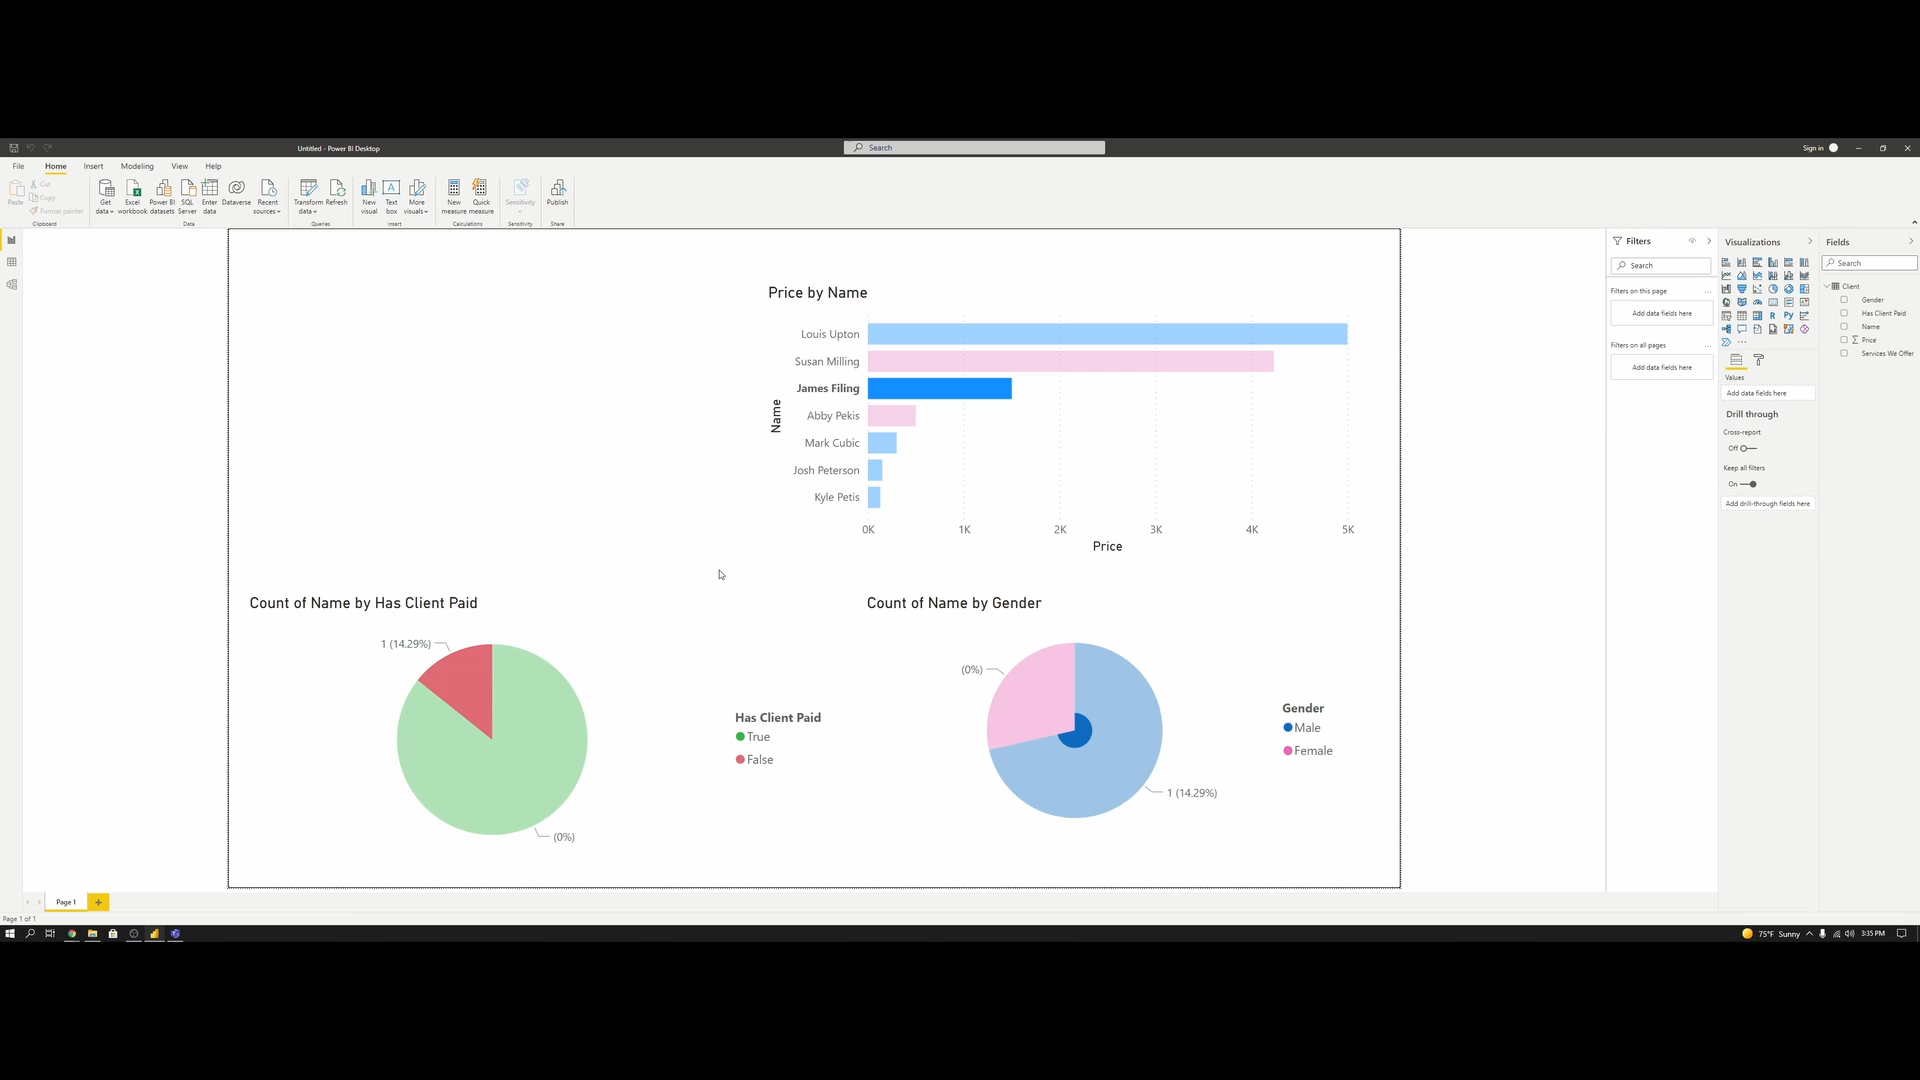 Untitled - Power BI Desktop
Search
Sign in
File Home Insert Modeling View Help
Paste
Cut
Copy
Format painter
Clipboard
Get data
Excel workbook
Power BI datasets
SQL Server
Enter data
Dataverse
Recent sources
Data
Transform data
Refresh
Queries
New visual
Text box
More visuals
Insert
New measure
Quick measure
Calculations
Sensitivity
Sensitivity
Publish
Share
Price by Name
Name
Louis Upton
Susan Milling
James Filing
Abby Pekis
Mark Cubic
Josh Peterson
Kyle Petis
0K 1K 2K 3K 4K 5K
Price
Count of Name by Has Client Paid
1 (14.29%)
(0%)
Has Client Paid
True
False
Count of Name by Gender
(0%)
1 (14.29%)
Gender
Male
Female
Filters
Search
Filters on this page
...
Add data fields here
Filters on all pages
...
Add data fields here
Visualizations
R Py
...
Values
Add data fields here
Drill through
Cross-report
Off
Keep all filters
On
Add drill-through fields here
Fields
Search
Client
Gender
Has Client Paid
Name
Σ Price
Services We Offer
Page 1
+
Page 1 of 1
75°F Sunny
3:35 PM